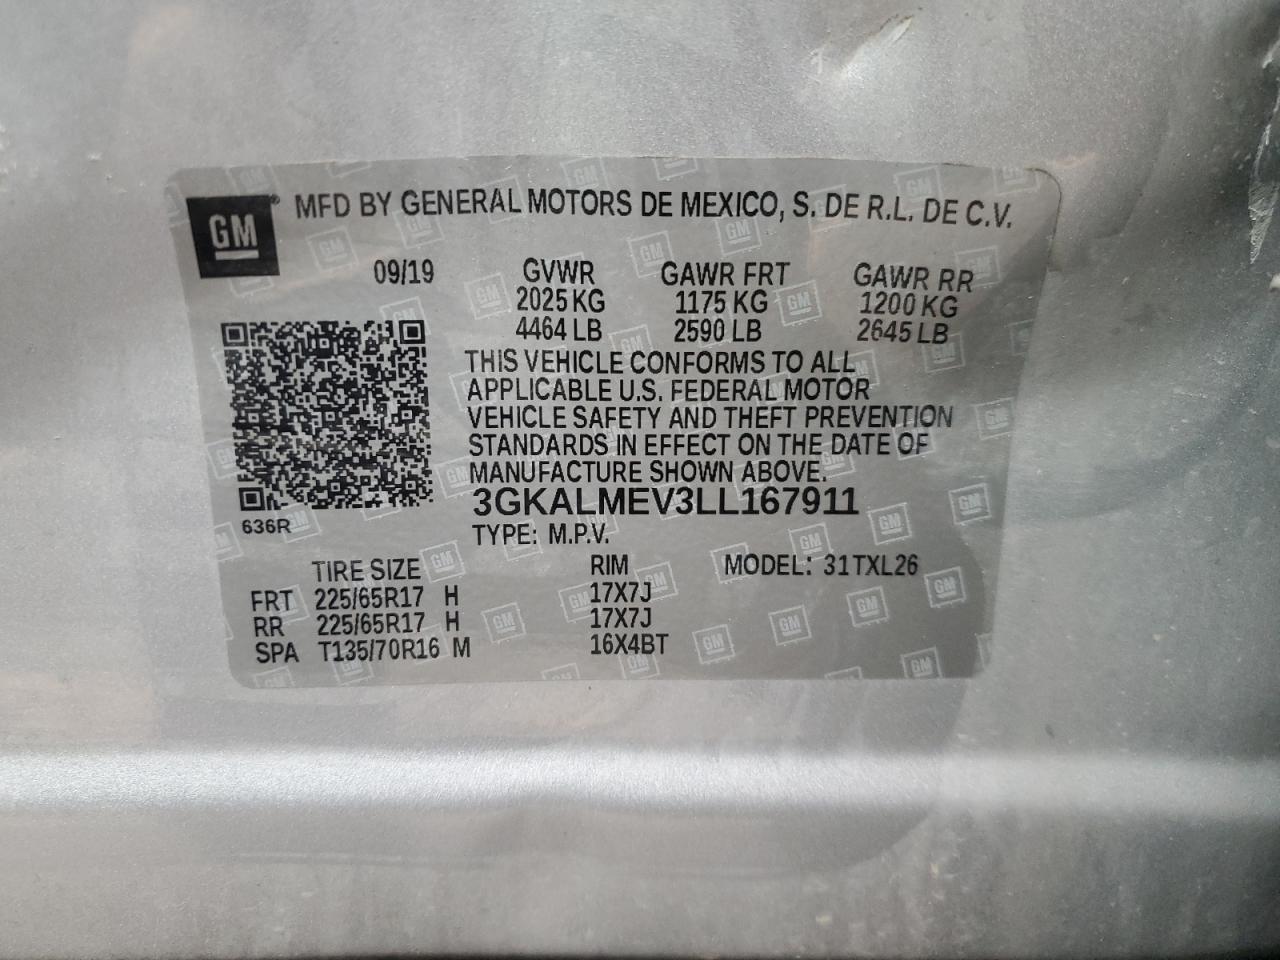 GM® MFD BY GENERAL MOTORS DE MEXICO, S. DE R.L. DE C.V.
09/19 GVWR GAWR FRT GAWR RR
2025 KG 1175 KG 1200 KG
4464 LB 2590 LB 2645 LB
THIS VEHICLE CONFORMS TO ALL
APPLICABLE U.S. FEDERAL MOTOR
VEHICLE SAFETY AND THEFT PREVENTION
STANDARDS IN EFFECT ON THE DATE OF
MANUFACTURE SHOWN ABOVE.
3GKALMEV3LL167911
636R
TYPE: M.P.V.
TIRE SIZE RIM MODEL: 31TXL26
FRT 225/65R17 H 17X7J
RR 225/65R17 H 17X7J
SPA T135/70R16 M 16X4BT